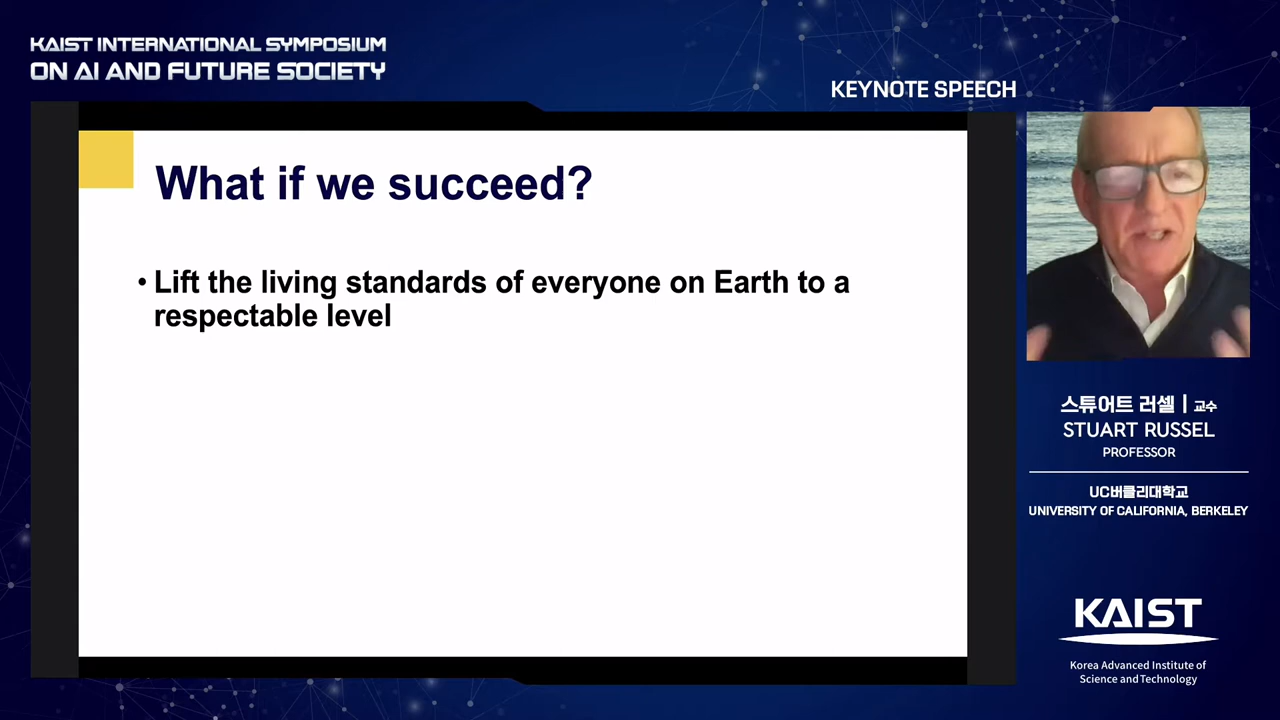 KAIST INTERNATIONAL SYMPOSIUM
ON AI AND FUTURE SOCIETY
KEYNOTE SPEECH
What if we succeed?
• Lift the living standards of everyone on Earth to a
respectable level
스튜어트 러셀 | 교수
STUART RUSSEL
PROFESSOR
UC버클리대학교
UNIVERSITY OF CALIFORNIA, BERKELEY
KAIST
Korea Advanced Institute of
Science and Technology